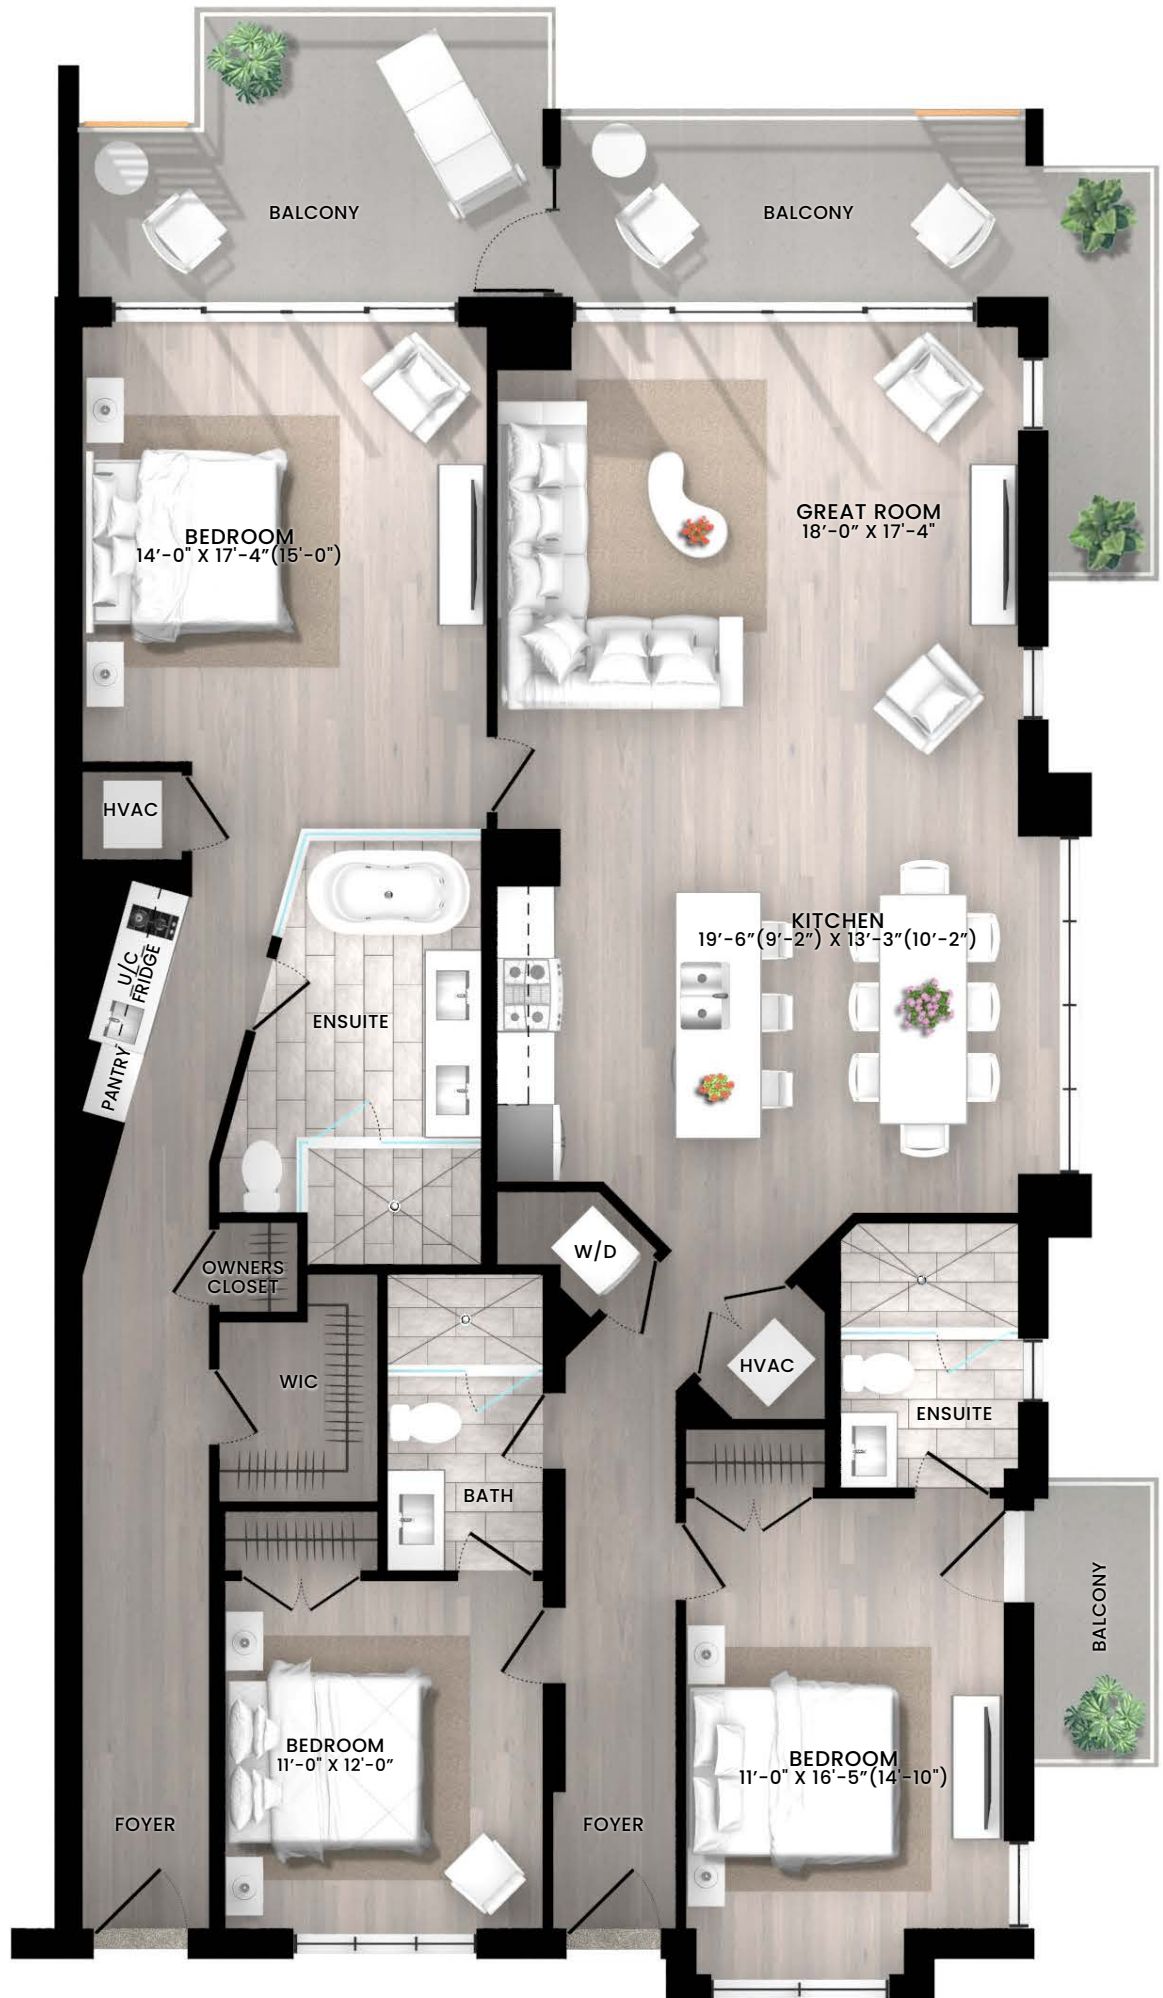 BALCONY
BALCONY
BEDROOM
14'-0" X 17'-4"(15'-0")
GREAT ROOM
18'-0" X 17'-4"
HVAC
KITCHEN
19'-6"(9'-2") X 13'-3"(10'-2")
U/C
FRIDGE
PANTRY
ENSUITE
W/D
OWNERS
CLOSET
WIC
HVAC
ENSUITE
BATH
BALCONY
BEDROOM
11'-0" X 12'-0"
BEDROOM
11'-0" X 16'-5"(14'-10")
FOYER
FOYER